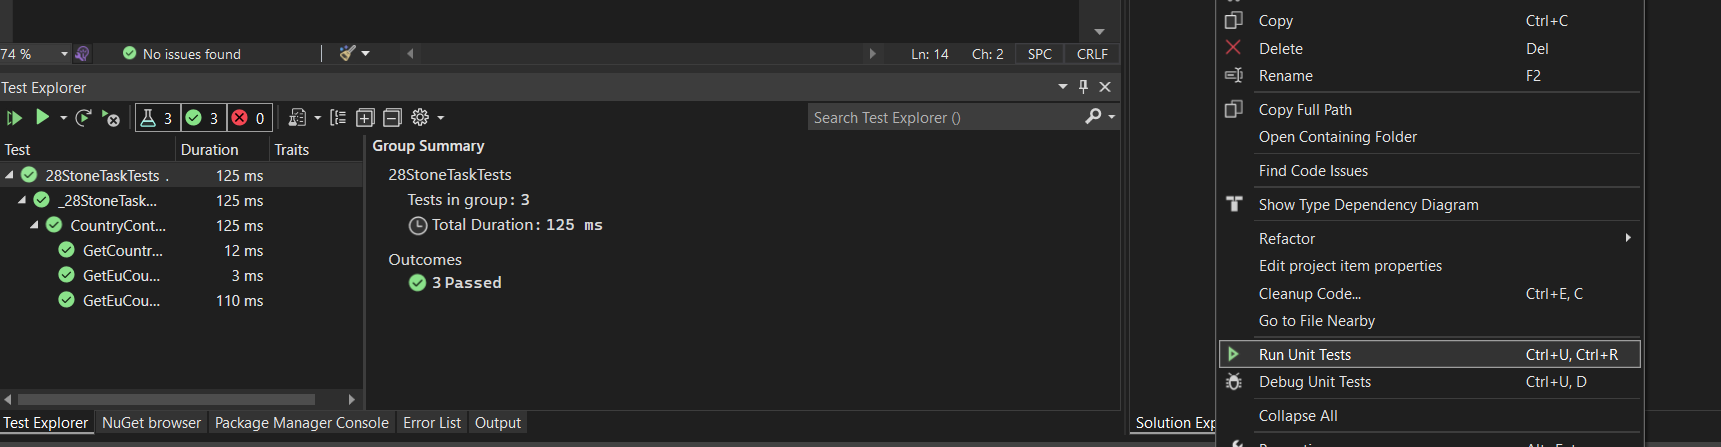 74 %
No issues found
Ln: 14 Ch: 2 SPC CRLF
Test Explorer
3 3 0
Search Test Explorer ()
Test Duration Traits
28StoneTaskTests . 125 ms
_28StoneTask... 125 ms
CountryCont... 125 ms
GetCountr... 12 ms
GetEuCou... 3 ms
GetEuCou... 110 ms
Group Summary
28StoneTaskTests
Tests in group: 3
Total Duration: 125 ms
Outcomes
3 Passed
Test Explorer NuGet browser Package Manager Console Error List Output
Solution Exp
Copy Ctrl+C
Delete Del
Rename F2
Copy Full Path
Open Containing Folder
Find Code Issues
Show Type Dependency Diagram
Refactor
Edit project item properties
Cleanup Code... Ctrl+E, C
Go to File Nearby
Run Unit Tests Ctrl+U, Ctrl+R
Debug Unit Tests Ctrl+U, D
Collapse All